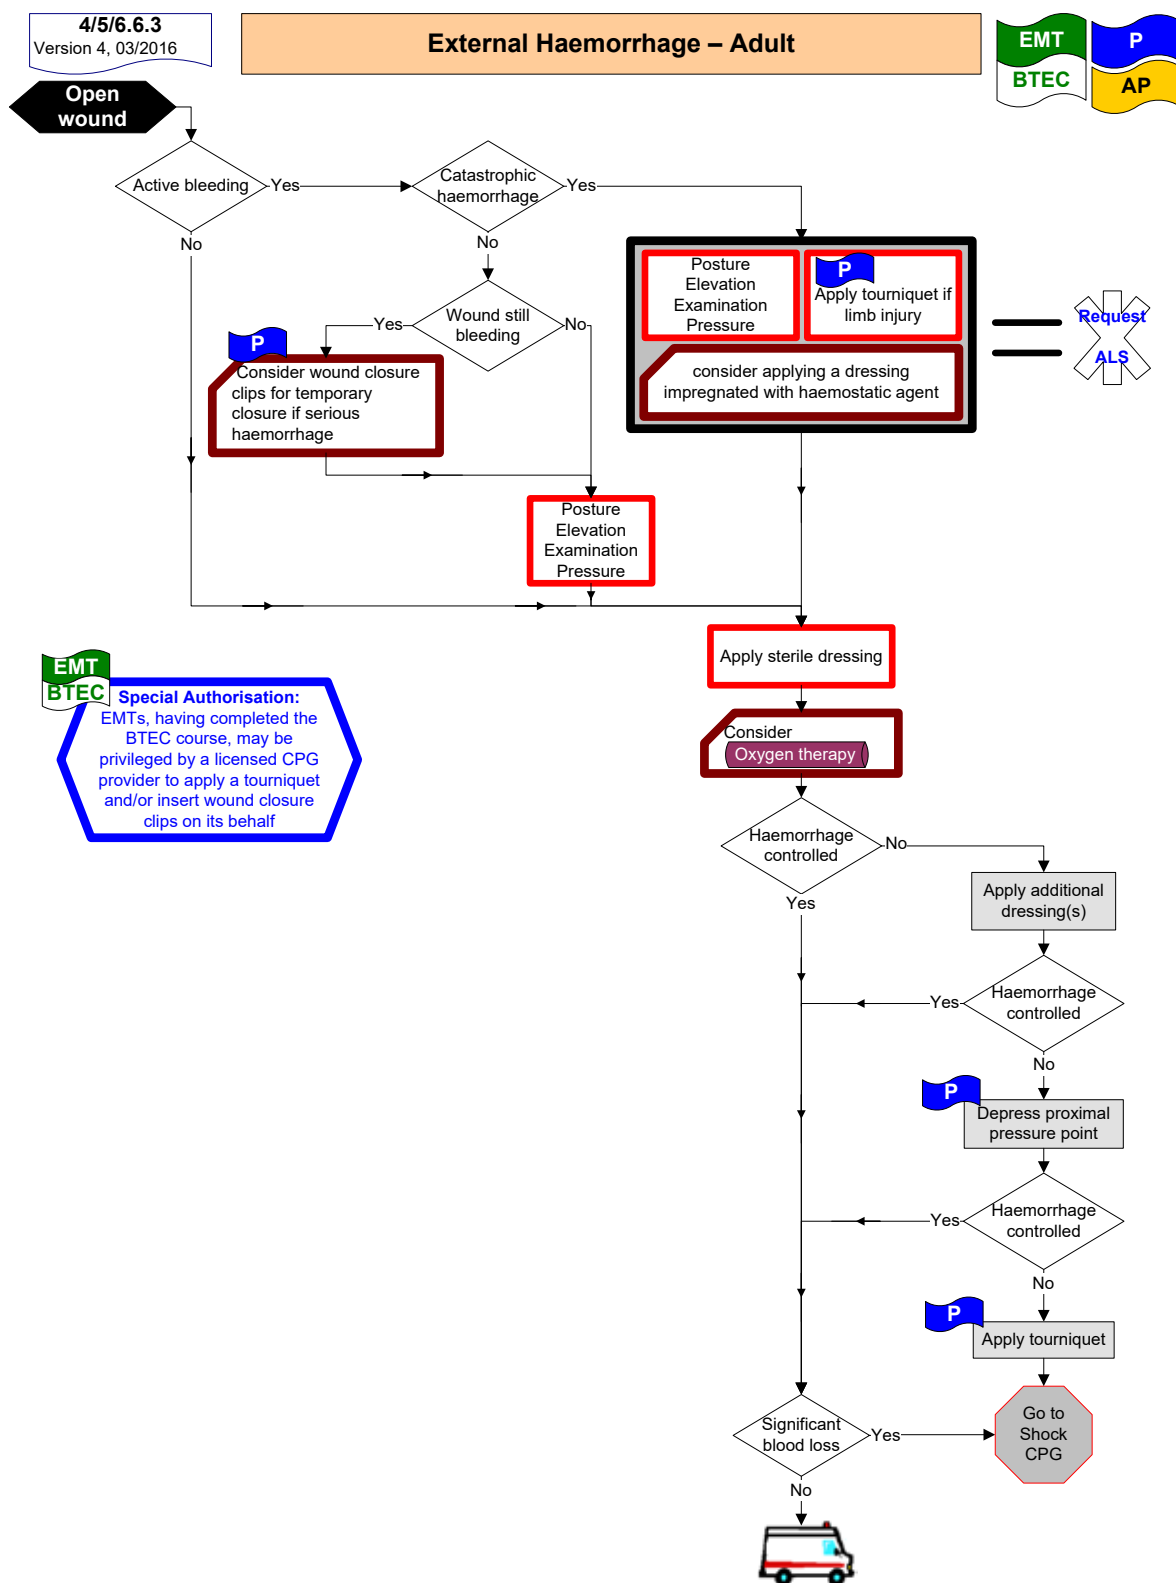 4/5/6.6.3
Version 4, 03/2016
External Haemorrhage – Adult
EMT
P
BTEC
AP
Open
wound
Active bleeding
Yes
Catastrophic
haemorrhage
Yes
No
No
Posture
Elevation
Examination
Pressure
P
Apply tourniquet if
limb injury
consider applying a dressing
impregnated with haemostatic agent
Request
ALS
Wound still
bleeding
Yes
No
P
Consider wound closure
clips for temporary
closure if serious
haemorrhage
Posture
Elevation
Examination
Pressure
Apply sterile dressing
EMT
BTEC
Special Authorisation:
EMTs, having completed the
BTEC course, may be
privileged by a licensed CPG
provider to apply a tourniquet
and/or insert wound closure
clips on its behalf
Consider
Oxygen therapy
Haemorrhage
controlled
No
Yes
Apply additional
dressing(s)
Haemorrhage
controlled
Yes
No
P
Depress proximal
pressure point
Haemorrhage
controlled
Yes
No
P
Apply tourniquet
Significant
blood loss
Yes
Go to
Shock
CPG
No